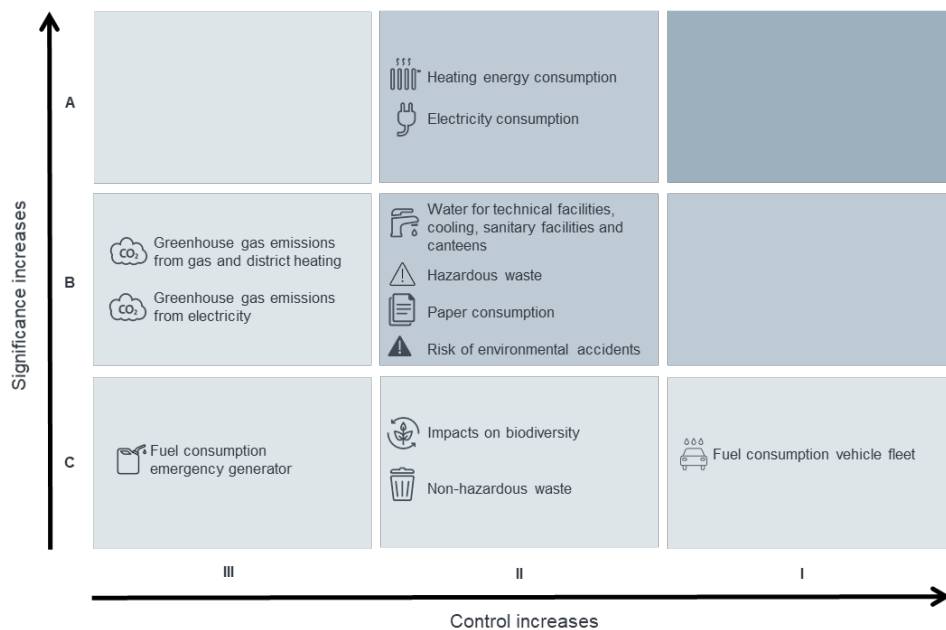 Significance increases
A
Heating energy consumption
Electricity consumption
B
CO₂
Greenhouse gas emissions
from gas and district heating
CO₂
Greenhouse gas emissions
from electricity
Water for technical facilities,
cooling, sanitary facilities and
canteens
Hazardous waste
Paper consumption
Risk of environmental accidents
C
Fuel consumption
emergency generator
Impacts on biodiversity
Non-hazardous waste
Fuel consumption vehicle fleet
III
II
I
Control increases